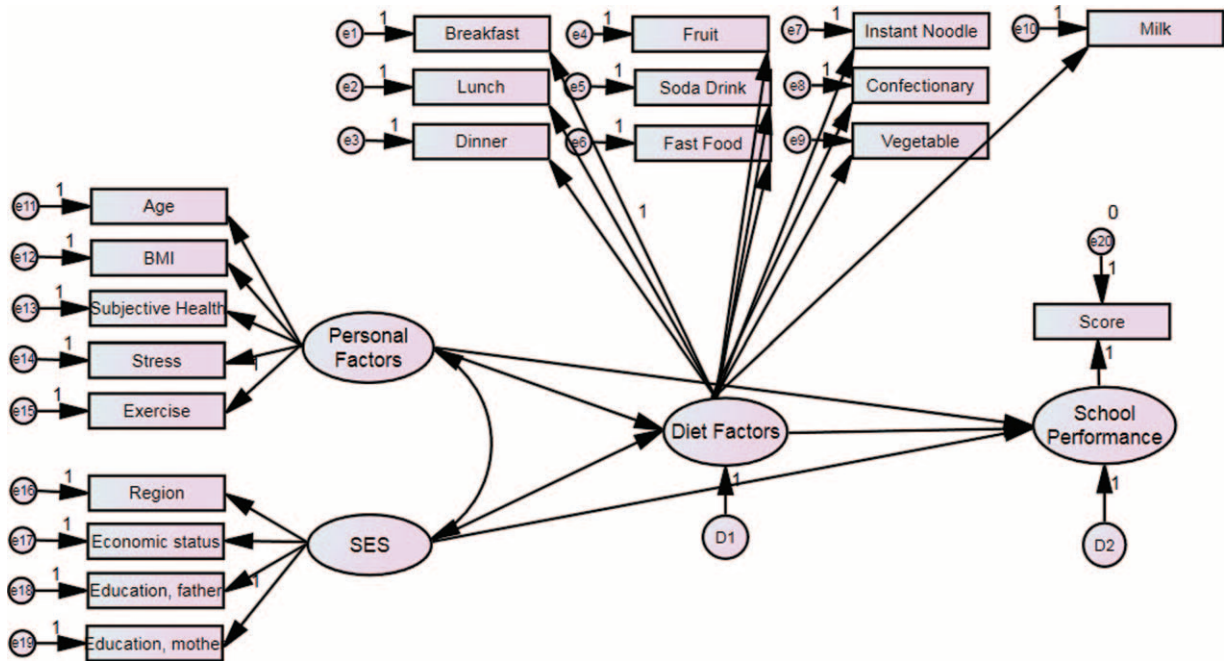 e1 1 Breakfast
e4 1 Fruit
e7 1 Instant Noodle
e10 1 Milk
e2 1 Lunch
e5 1 Soda Drink
e8 1 Confectionary
e3 1 Dinner
e6 1 Fast Food
e9 1 Vegetable
1
e11 1 Age
e12 1 BMI
e13 1 Subjective Health
e14 1 Stress
1
e15 1 Exercise
Personal
Factors
0
e20
1
Score
1
Diet Factors
School
Performance
1
D1
1
D2
e16 1 Region
e17 1 Economic status
e18 1 Education, father
1
e19 1 Education, mothe
SES